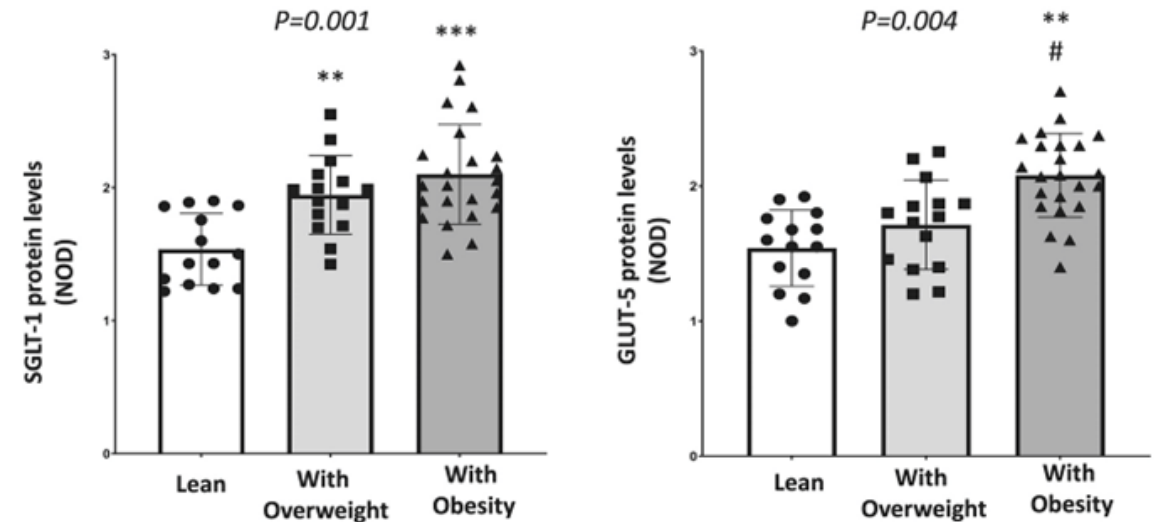 P=0.001
***
**
3
2
1
0
SGLT-1 protein levels
(NOD)
Lean
With
Overweight
With
Obesity
P=0.004
**
#
3
2
1
0
GLUT-5 protein levels
(NOD)
Lean
With
Overweight
With
Obesity